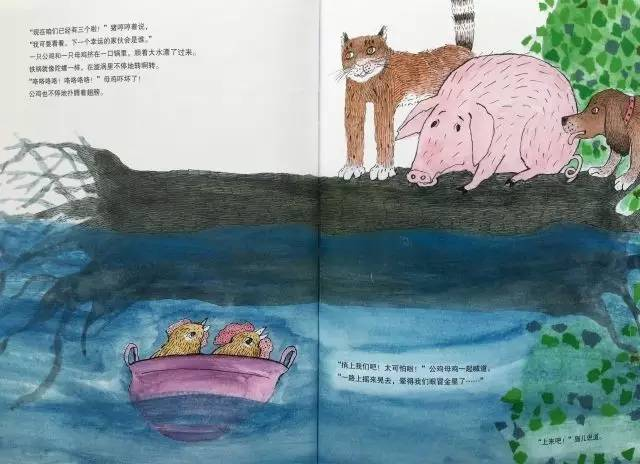 “现在咱们已经有三个啦！”猪哼哼着说，
“我可要看看，下一个幸运的家伙会是谁。”
一只公鸡和一只母鸡挤在一口锅里，顺着大水漂了过来。
铁锅就像陀螺一样，在漩涡里不停地转啊转。
“咯咯咯咯！咯咯咯咯！”母鸡吓坏了！
公鸡也不停地扑腾着翅膀。
“捎上我们吧！太可怕啦！”公鸡母鸡一起喊道。
“一路上摇来晃去，晕得我们眼冒金星了……”
“上来吧！”猫儿说道。